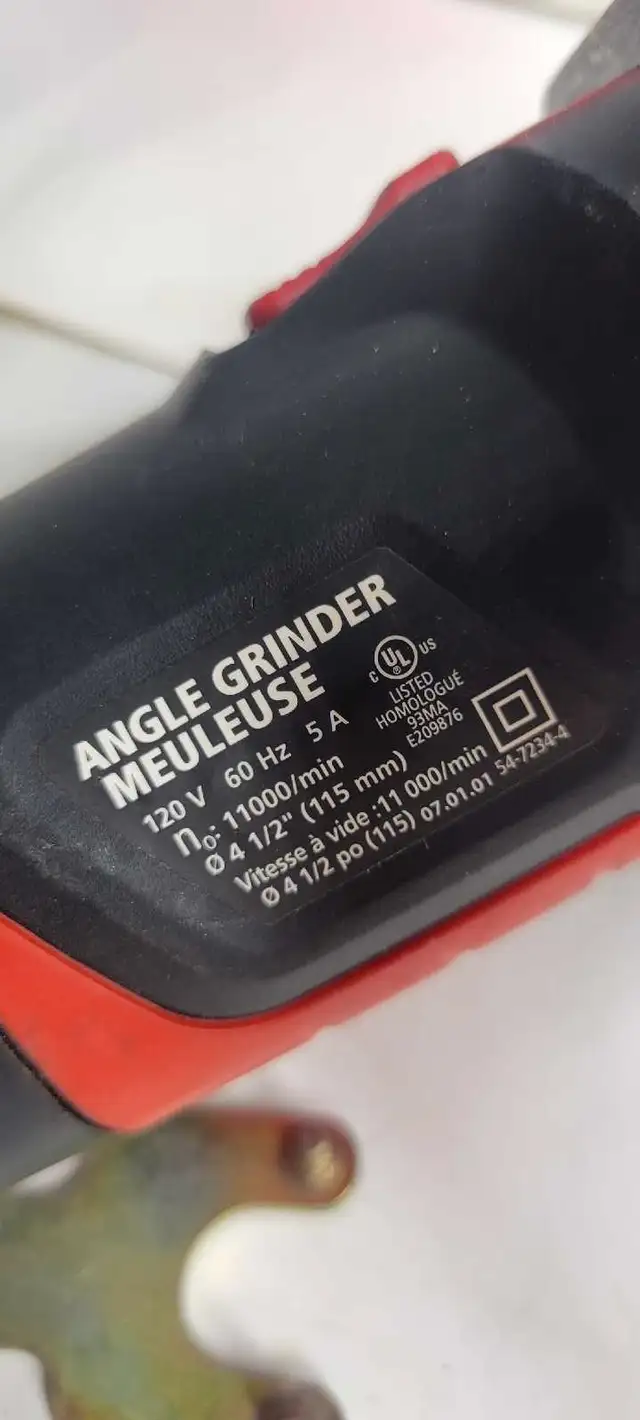 ANGLE GRINDER
MEULEUSE
120 V 60 Hz 5 A
n₀: 11000/min
Ø 4 1/2" (115 mm)
Vitesse à vide :11 000/min
Ø 4 1/2 po (115) 07.01.01 54-7234-4
C UL US
®
LISTED
HOMOLOGUÉ
93MA
E209876